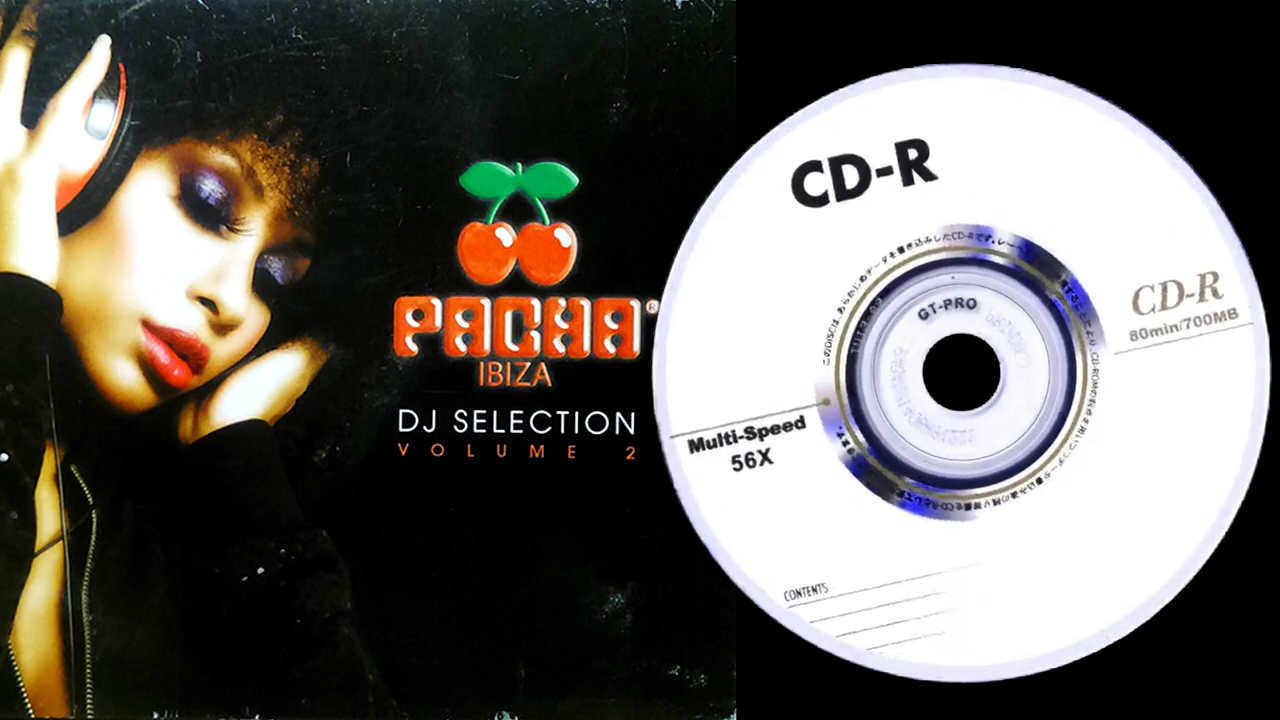 PACHA®
IBIZA
DJ SELECTION
VOLUME 2
CD-R
GT-PRO
CD-R
80min/700MB
Multi-Speed
56X
CONTENTS